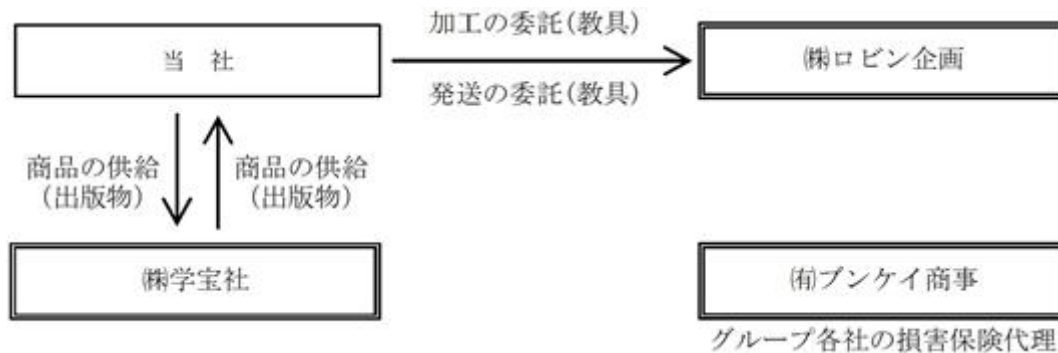 加工の委託(教具)
当　社
㈱ロビン企画
発送の委託(教具)
商品の供給
(出版物)
商品の供給
(出版物)
㈱学宝社
㈲ブンケイ商事
グループ各社の損害保険代理